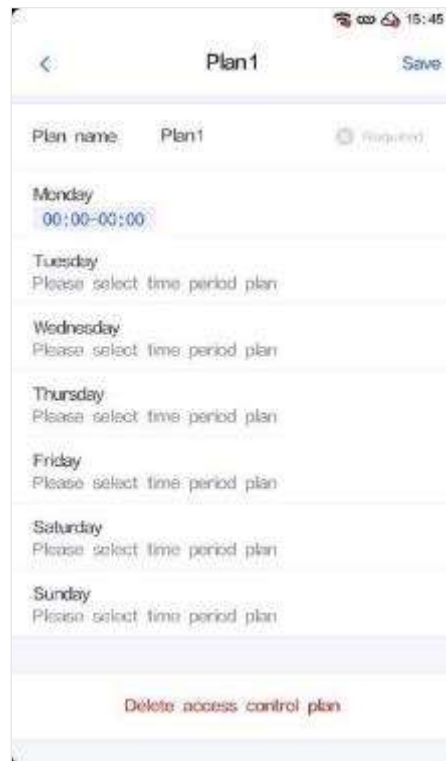 15:45
Plan1
Save
Plan name Plan1 Required
Monday
00:00-00:00
Tuesday
Please select time period plan
Wednesday
Please select time period plan
Thursday
Please select time period plan
Friday
Please select time period plan
Saturday
Please select time period plan
Sunday
Please select time period plan
Delete access control plan